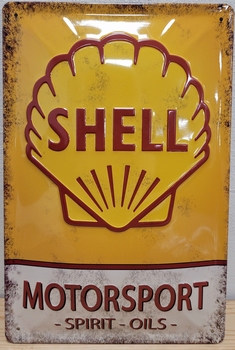 SHELL
MOTORSPORT
- SPIRIT - OILS -